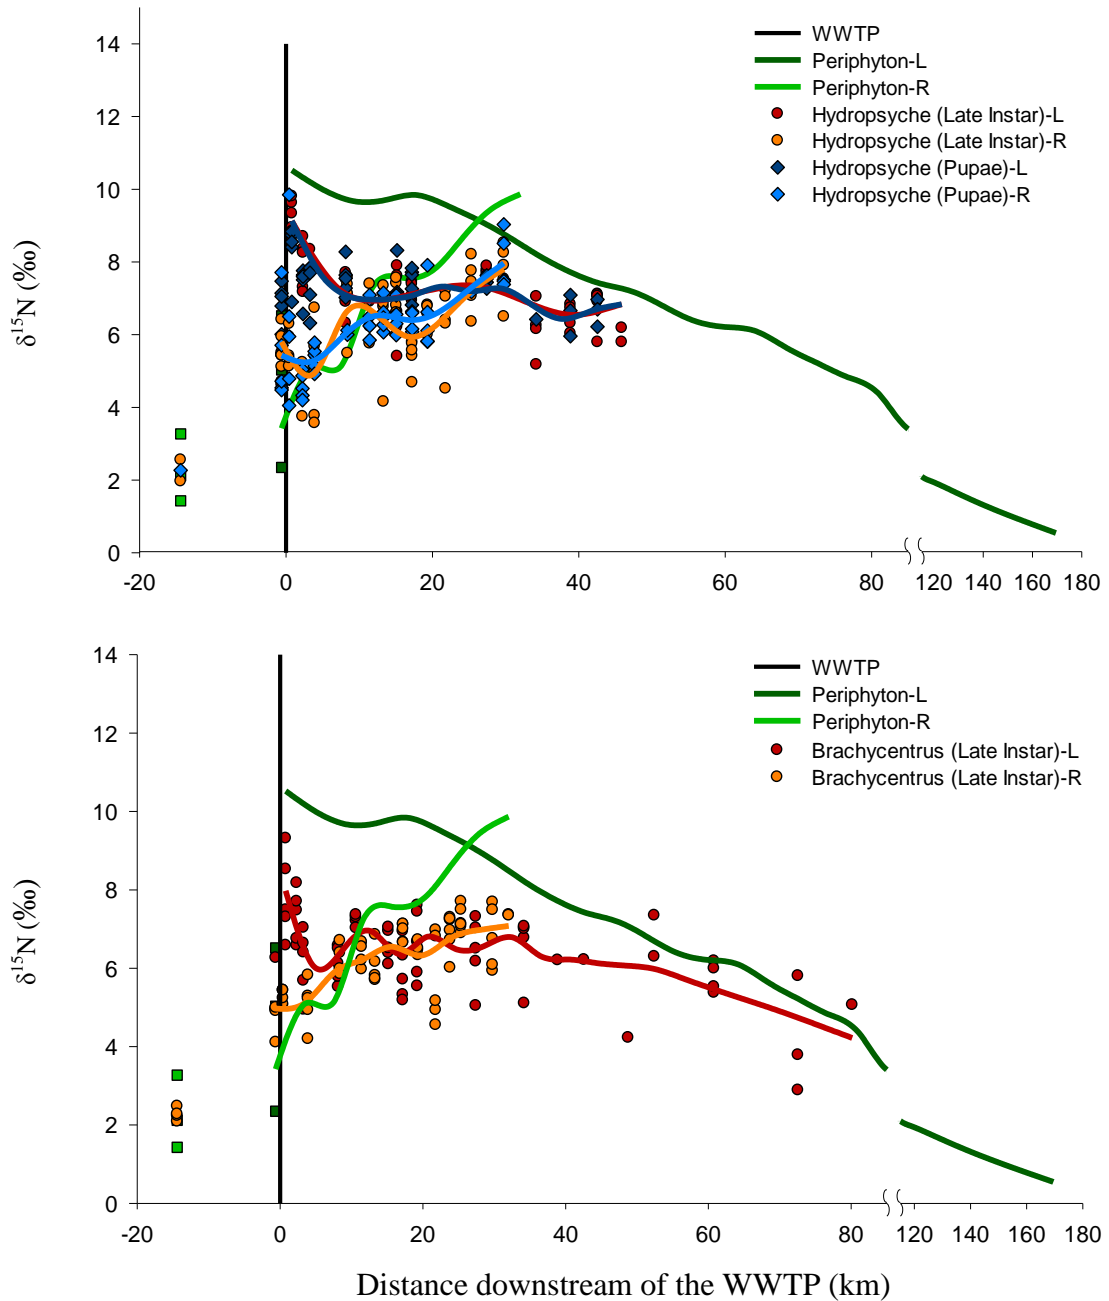 14
12
10
8
6
4
2
0
δ15N (‰)
WWTP
Periphyton-L
Periphyton-R
Hydropsyche (Late Instar)-L
Hydropsyche (Late Instar)-R
Hydropsyche (Pupae)-L
Hydropsyche (Pupae)-R
-20 0 20 40 60 80 120 140 160 180
14
12
10
8
6
4
2
0
δ15N (‰)
WWTP
Periphyton-L
Periphyton-R
Brachycentrus (Late Instar)-L
Brachycentrus (Late Instar)-R
-20 0 20 40 60 80 120 140 160 180
Distance downstream of the WWTP (km)